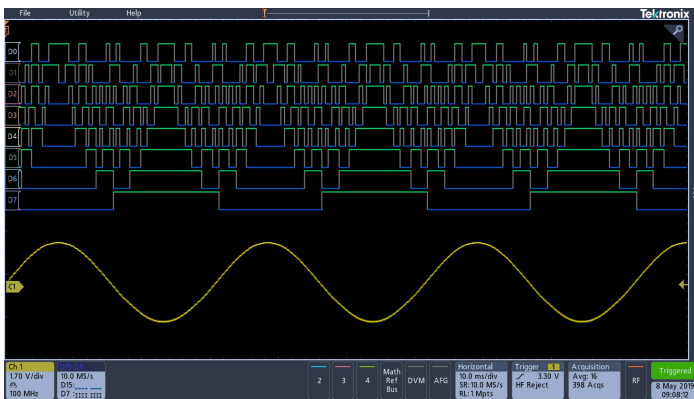 File Utility Help Tektronix
D0
D1
D2
D3
D4
D5
D6
D7
C1
Ch 1
1.70 V/div
100 MHz
D15-D0
10.0 MS/s
D15:
D7 :
2 3 4
Math
Ref
Bus
DVM AFG
Horizontal
10.0 ms/div
SR:10.0 MS/s
RL:1 Mpts
Trigger 1
3.30 V
HF Reject
Acquisition
Avg: 16
398 Acqs
RF
Triggered
8 May 2019
09:08:12